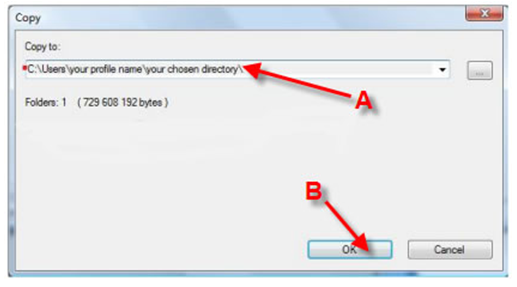 Copy
Copy to:
C:\Users\your profile name\your chosen directory\
...
Folders: 1 ( 729 608 192 bytes )
A
B
OK
Cancel